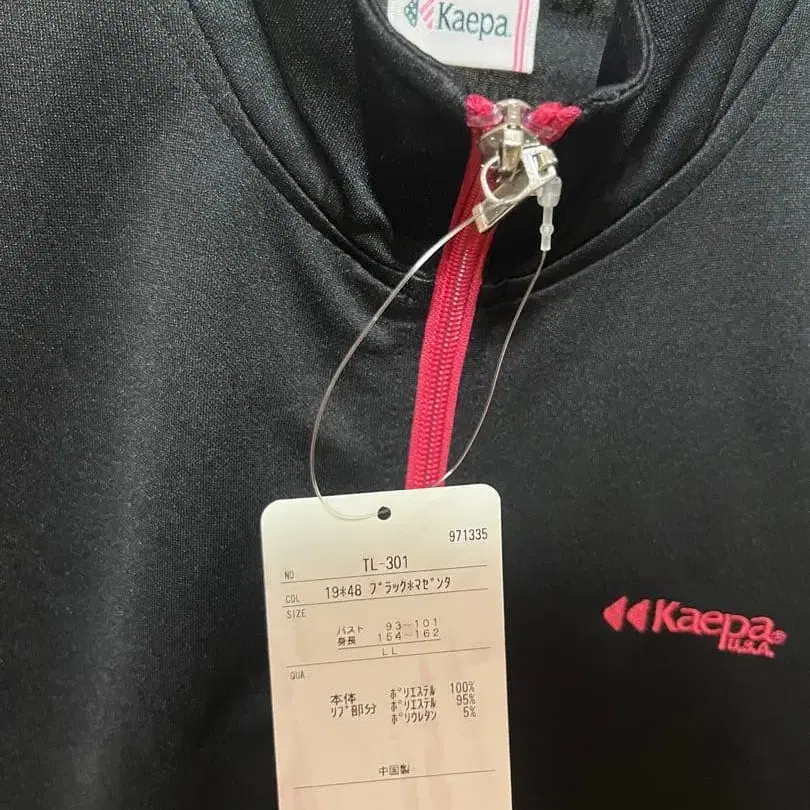 Kaepa
971335
NO TL-301
COL 19*48 ﾌﾞﾗｯｸ*ﾏｾﾞﾝﾀ
SIZE
バスト 93～101
身長 154～162
LL
QUA
本体 ﾎﾟﾘｴｽﾃﾙ 100%
ﾘﾌﾞ部分 ﾎﾟﾘｴｽﾃﾙ 95%
ﾎﾟﾘｳﾚﾀﾝ 5%
中国製
Kaepa®
U.S.A.